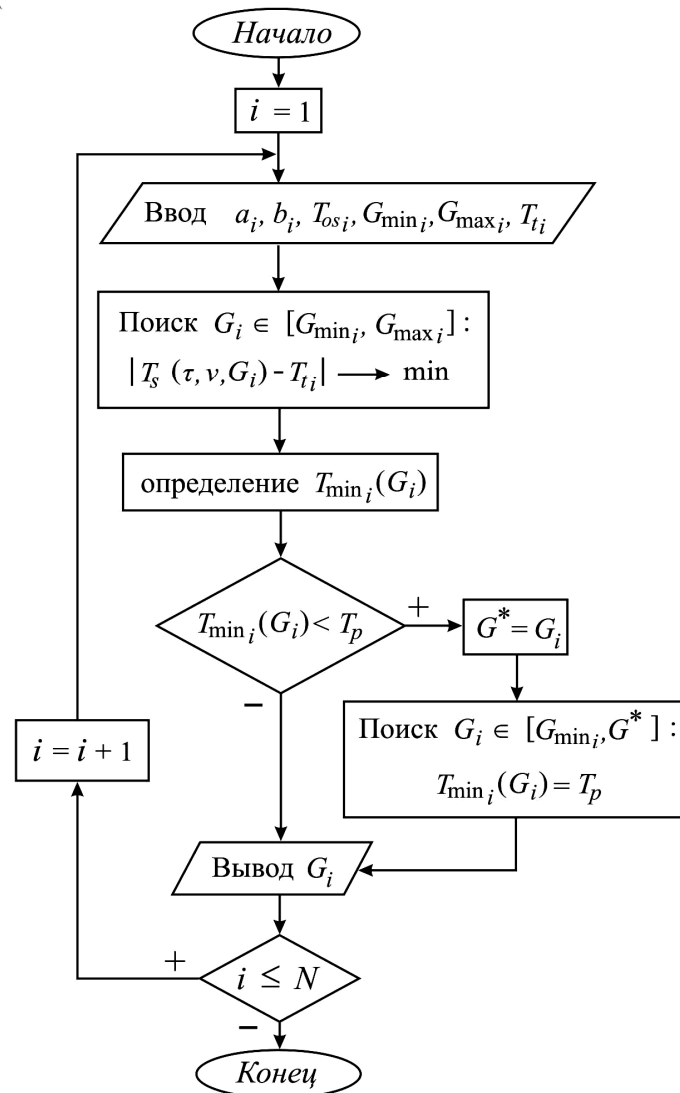 Начало
i = 1
Ввод a_i, b_i, T_os_i, G_min_i, G_max_i, T_t_i
Поиск G_i ∈ [G_min_i, G_max_i] :
|T_s (τ, v, G_i) - T_t_i| → min
определение T_min_i(G_i)
T_min_i(G_i) < T_p
+
G* = G_i
−
Поиск G_i ∈ [G_min_i, G* ] :
T_min_i(G_i) = T_p
i = i + 1
Вывод G_i
+
i ≤ N
−
Конец